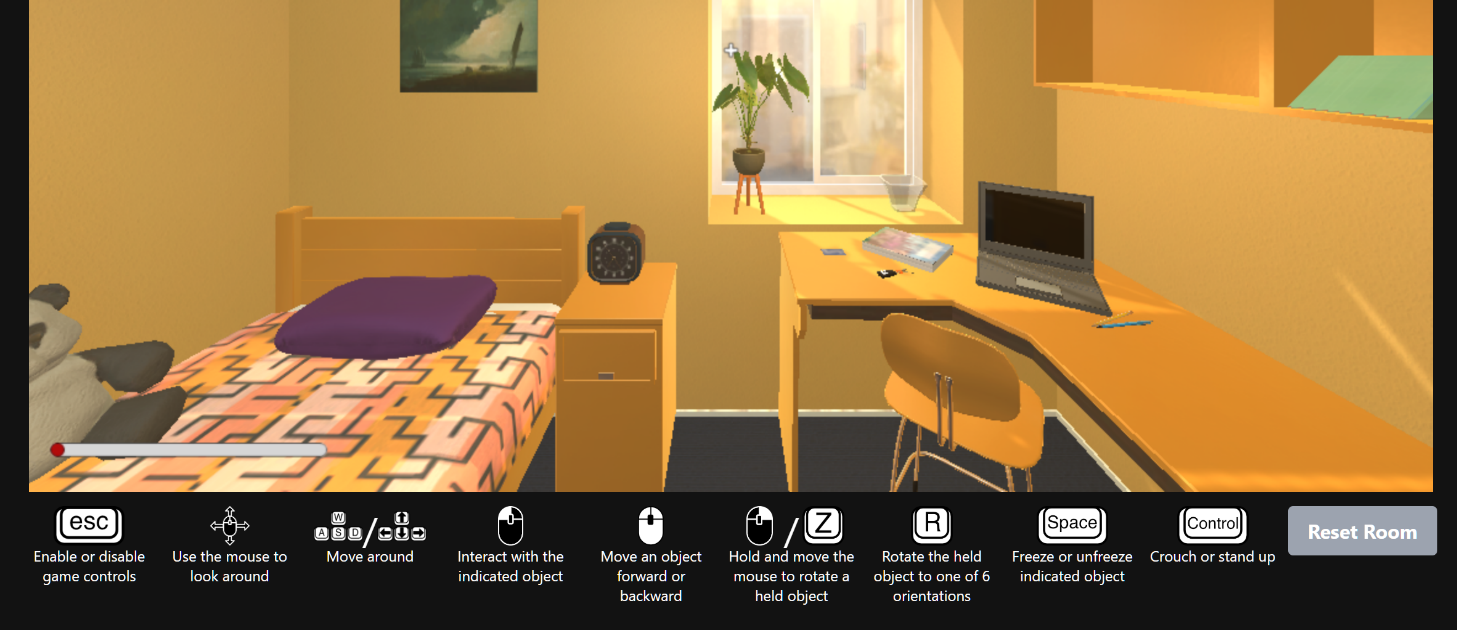 esc
Enable or disable
game controls
Use the mouse to
look around
W
A S D /
Move around
Interact with the
indicated object
Move an object
forward or
backward
/ Z
Hold and move the
mouse to rotate a
held object
R
Rotate the held
object to one of 6
orientations
Space
Freeze or unfreeze
indicated object
Control
Crouch or stand up
Reset Room